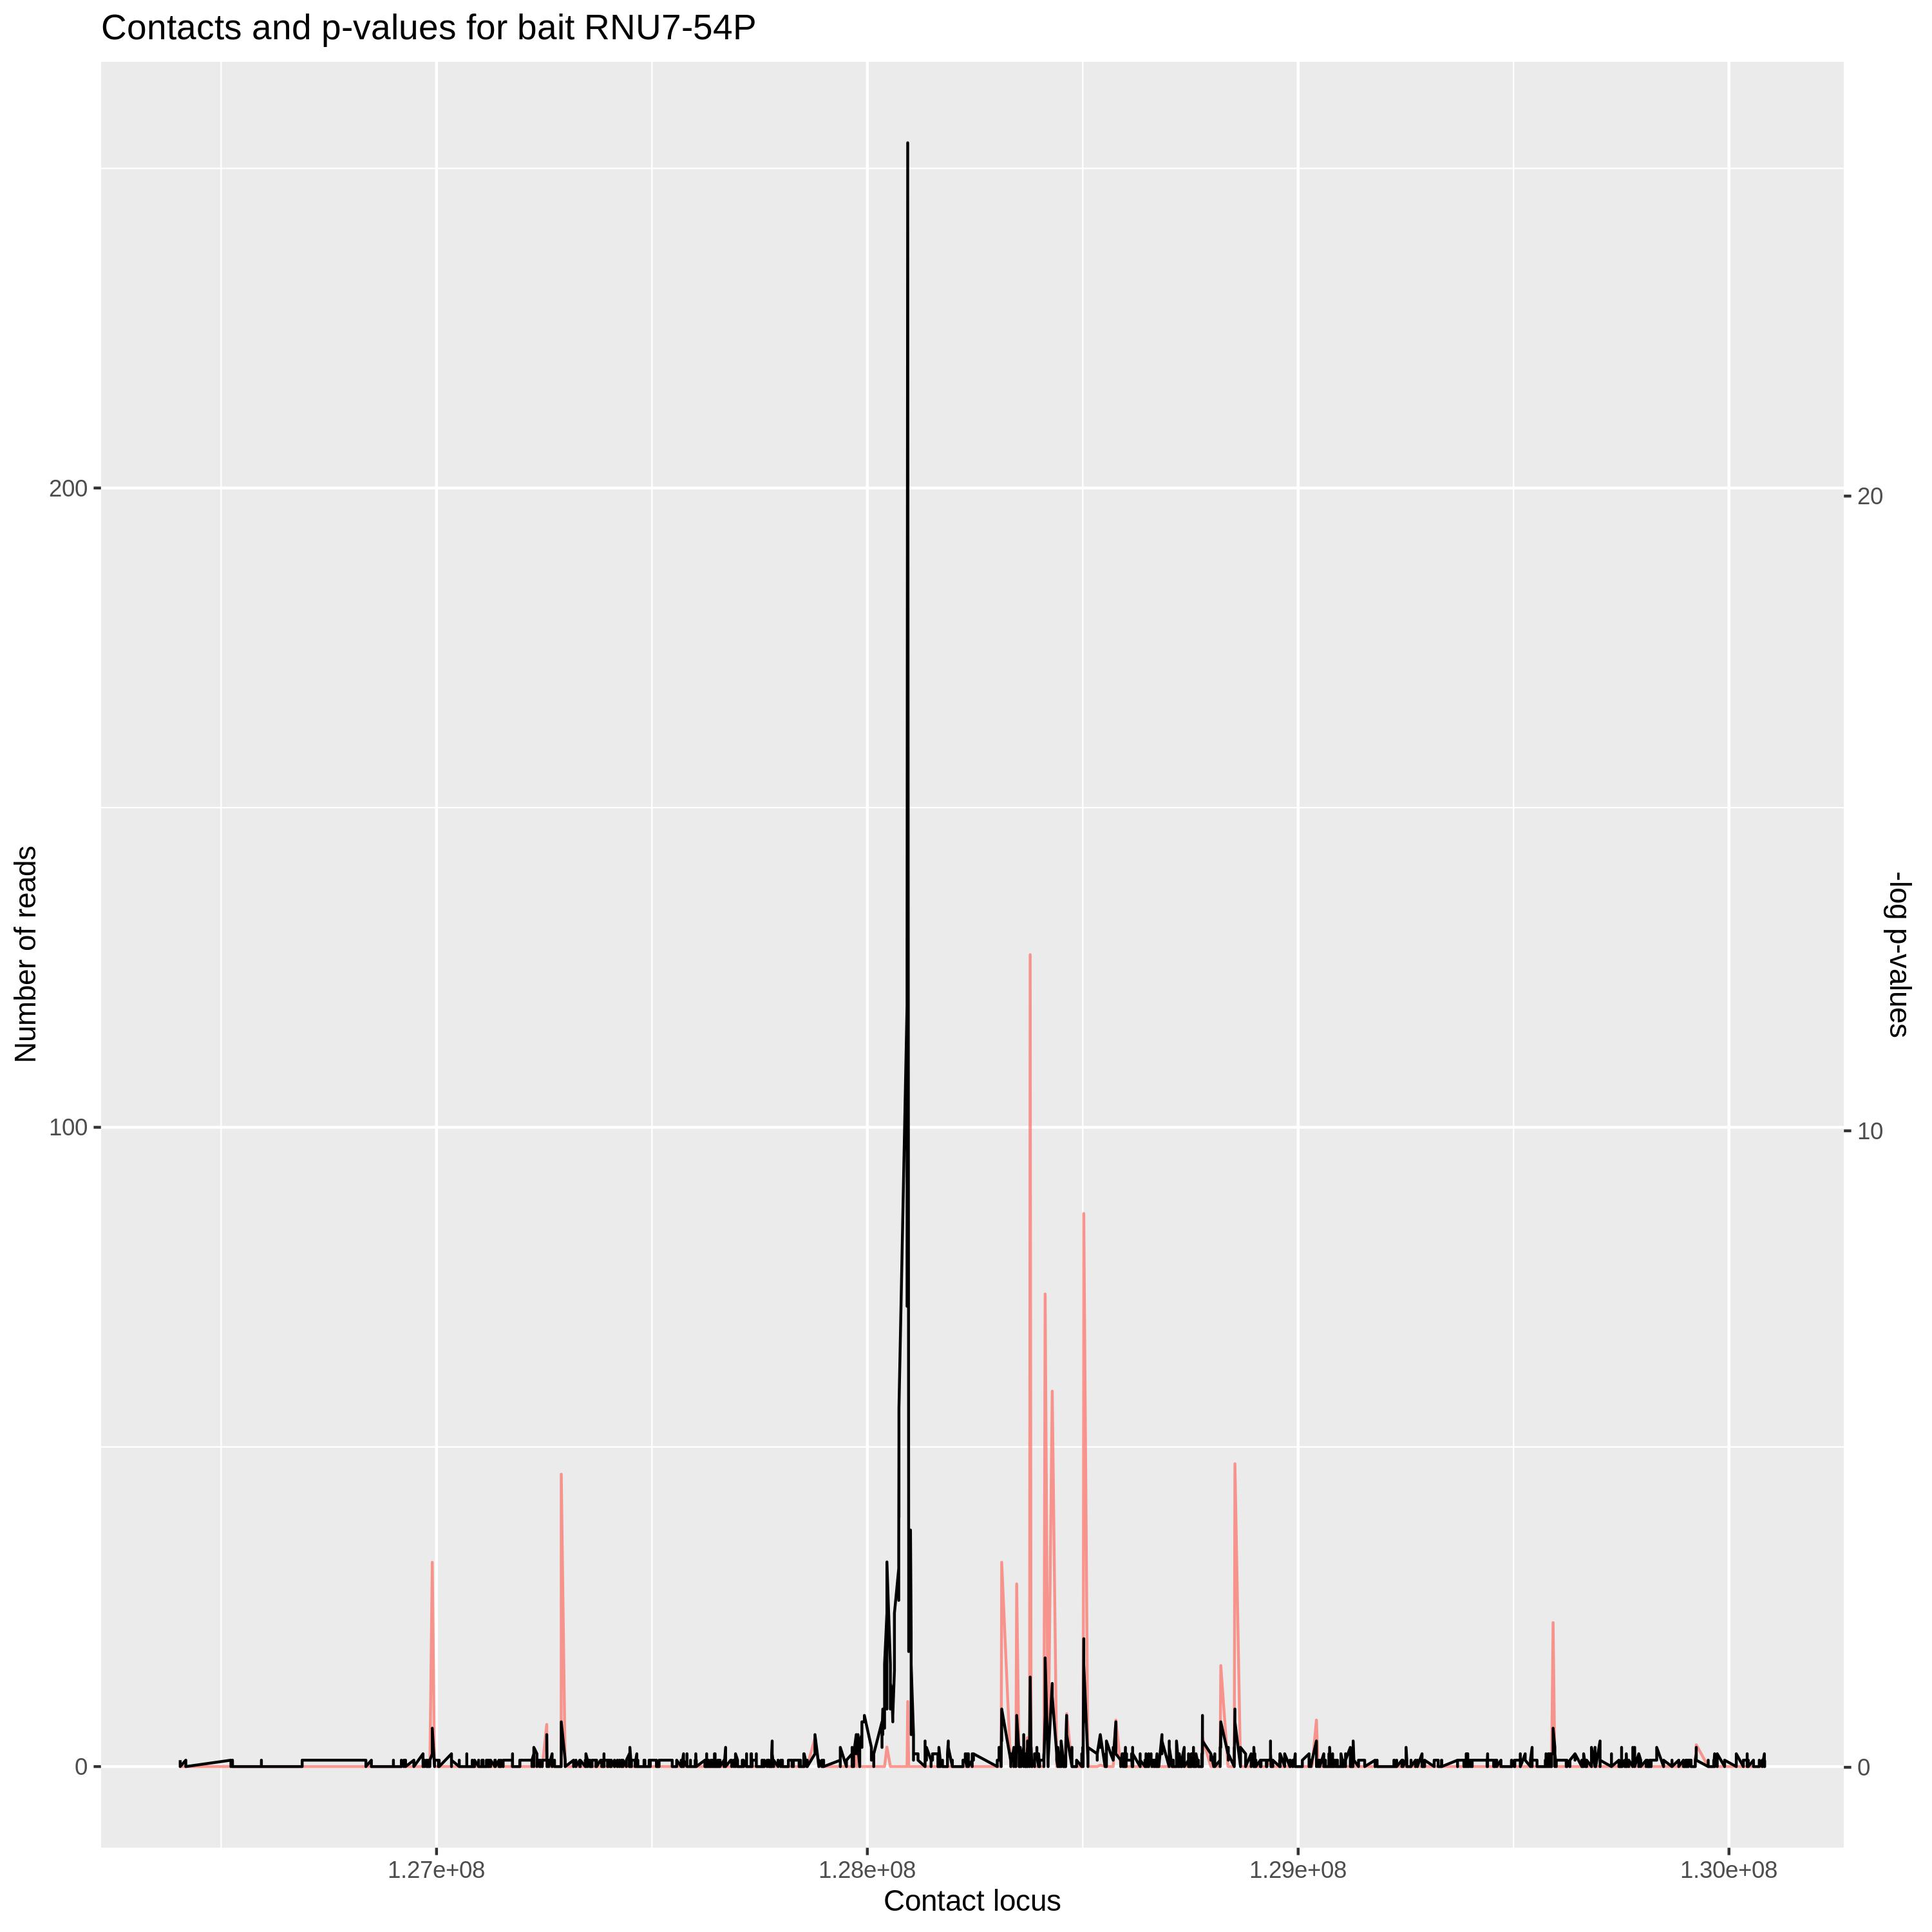 Contacts and p-values for bait RNU7-54P
Number of reads
200
100
0
20
10
0
-log p-values
1.27e+08
1.28e+08
1.29e+08
1.30e+08
Contact locus